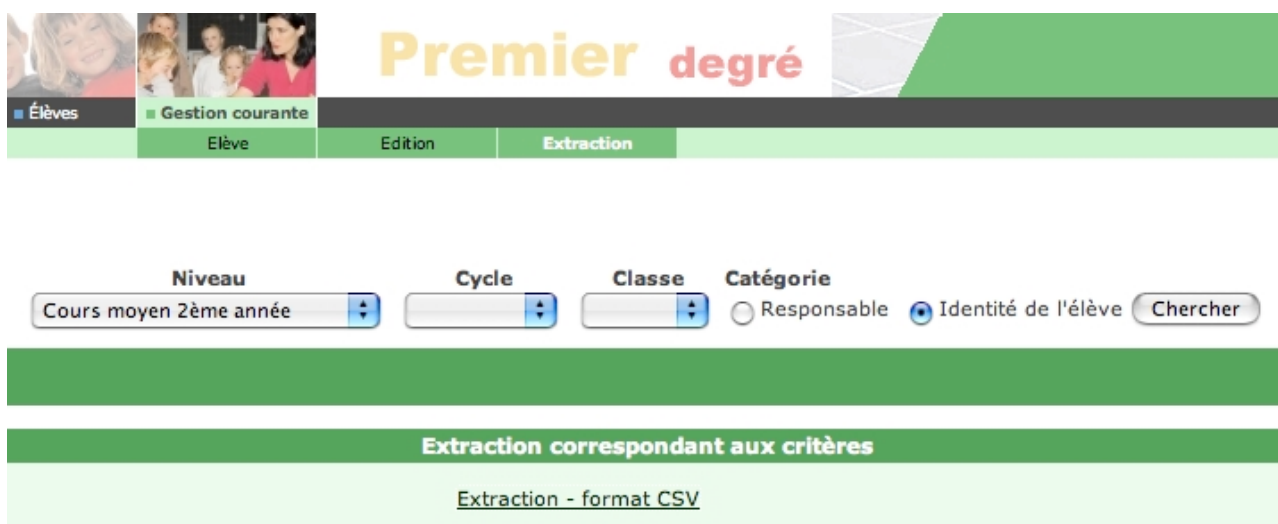 Premier degré
Élèves Gestion courante
Elève Edition Extraction
Niveau Cycle Classe Catégorie
Cours moyen 2ème année Responsable Identité de l'élève Chercher
Extraction correspondant aux critères
Extraction - format CSV